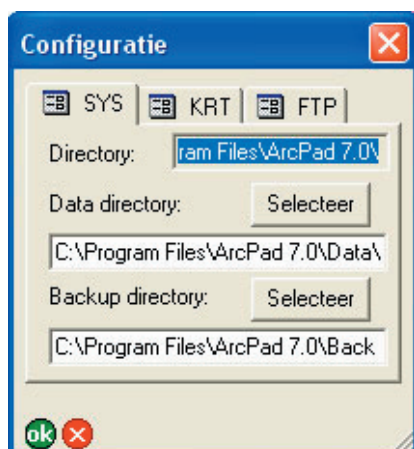 Configuratie
SYS KRT FTP
Directory: ram Files\ArcPad 7.0\
Data directory: Selecteer
C:\Program Files\ArcPad 7.0\Data\
Backup directory: Selecteer
C:\Program Files\ArcPad 7.0\Back
ok